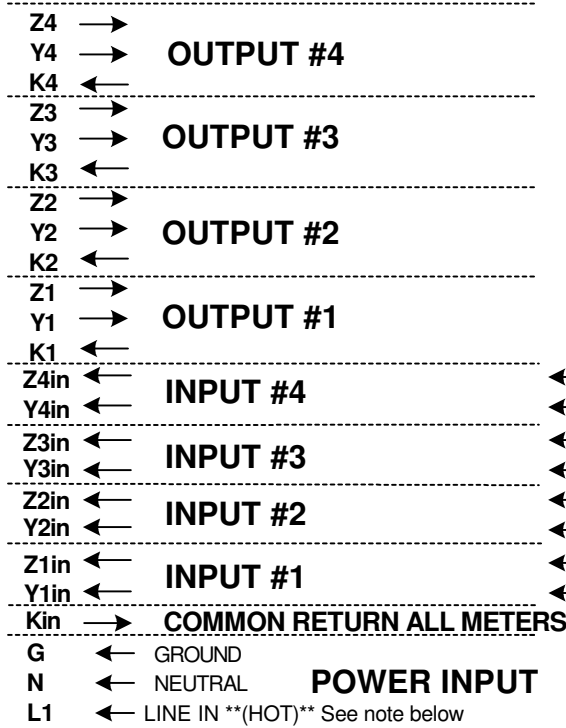 Z4
Y4 OUTPUT #4
K4
Z3
Y3 OUTPUT #3
K3
Z2
Y2 OUTPUT #2
K2
Z1
Y1 OUTPUT #1
K1
Z4in INPUT #4
Y4in
Z3in INPUT #3
Y3in
Z2in INPUT #2
Y2in
Z1in INPUT #1
Y1in
Kin COMMON RETURN ALL METERS
G GROUND
N NEUTRAL POWER INPUT
L1 LINE IN **(HOT)** See note below